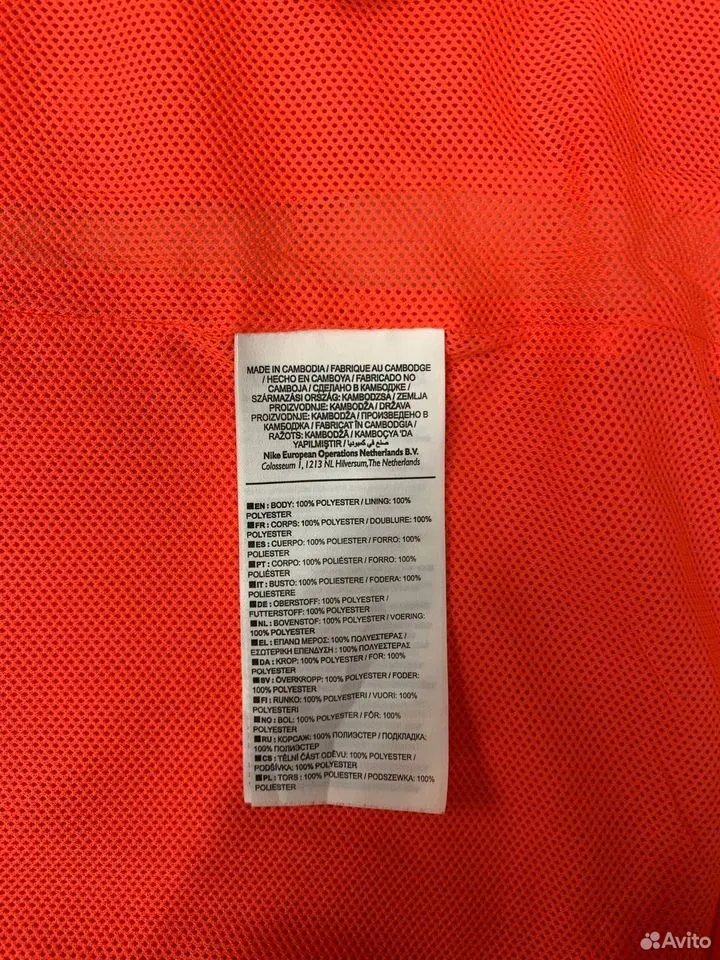 MADE IN CAMBODIA / FABRIQUE AU CAMBODGE
/ HECHO EN CAMBOYA / FABRICADO NO
CAMBOJA / СДЕЛАНО В КАМБОДЖЕ /
SZÁRMAZÁSI ORSZÁG: KAMBODZSA / ZEMLJA
PROIZVODNJE: KAMBODŽA / DRŽAVA
PROIZVODNJE: KAMBODŽA / ПРОИЗВЕДЕНО В
КАМБОДЖА / FABRICAT ÎN CAMBODGIA /
RAŽOTS: KAMBODŽĀ / KAMBOÇYA 'DA
YAPILMIŞTIR / صنع في كمبوديا
Nike European Operations Netherlands B.V.
Colosseum 1, 1213 NL Hilversum, The Netherlands
EN : BODY: 100% POLYESTER / LINING: 100%
POLYESTER
FR : CORPS: 100% POLYESTER / DOUBLURE: 100%
POLYESTER
ES : CUERPO: 100% POLIESTER / FORRO: 100%
POLIESTER
PT : CORPO: 100% POLIÉSTER / FORRO: 100%
POLIÉSTER
IT : BUSTO: 100% POLIESTERE / FODERA: 100%
POLIESTERE
DE : OBERSTOFF: 100% POLYESTER /
FUTTERSTOFF: 100% POLYESTER
NL : BOVENSTOF: 100% POLYESTER / VOERING:
100% POLYESTER
EL : ΕΠΑΝΩ ΜΕΡΟΣ: 100% ΠΟΛΥΕΣΤΕΡΑΣ /
ΕΣΩΤΕΡΙΚΗ ΕΠΕΝΔΥΣΗ : 100% ΠΟΛΥΕΣΤΕΡΑΣ
DA : KROP: 100% POLYESTER / FOR: 100%
POLYESTER
SV : ÖVERKROPP: 100% POLYESTER / FODER:
100% POLYESTER
FI : RUNKO: 100% POLYESTERI / VUORI: 100%
POLYESTERI
NO : BOL: 100% POLYESTER / FÔR: 100%
POLYESTER
RU : КОРСАЖ: 100% ПОЛИЭСТЕР / ПОДКЛАДКА:
100% ПОЛИЭСТЕР
CS : TĚLNÍ ČÁST ODĚVU: 100% POLYESTER /
PODŠÍVKA: 100% POLYESTER
PL : TORS : 100% POLIESTER / PODSZEWKA: 100%
POLIESTER
Avito